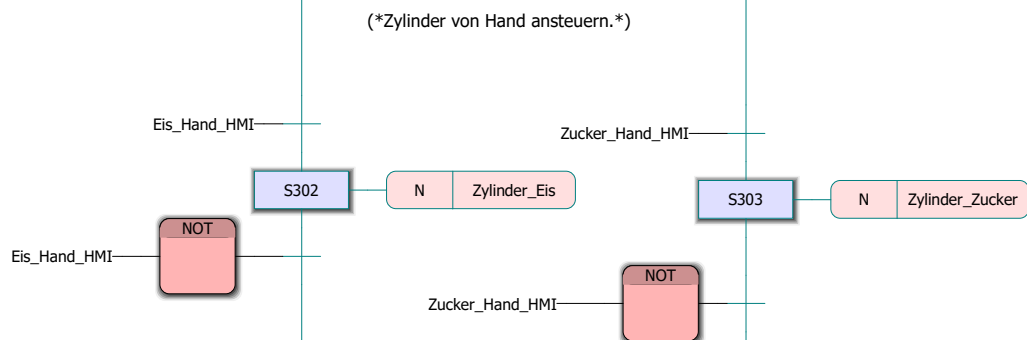 (*Zylinder von Hand ansteuern.*)
Eis_Hand_HMI
Zucker_Hand_HMI
S302
N
Zylinder_Eis
S303
N
Zylinder_Zucker
NOT
Eis_Hand_HMI
NOT
Zucker_Hand_HMI